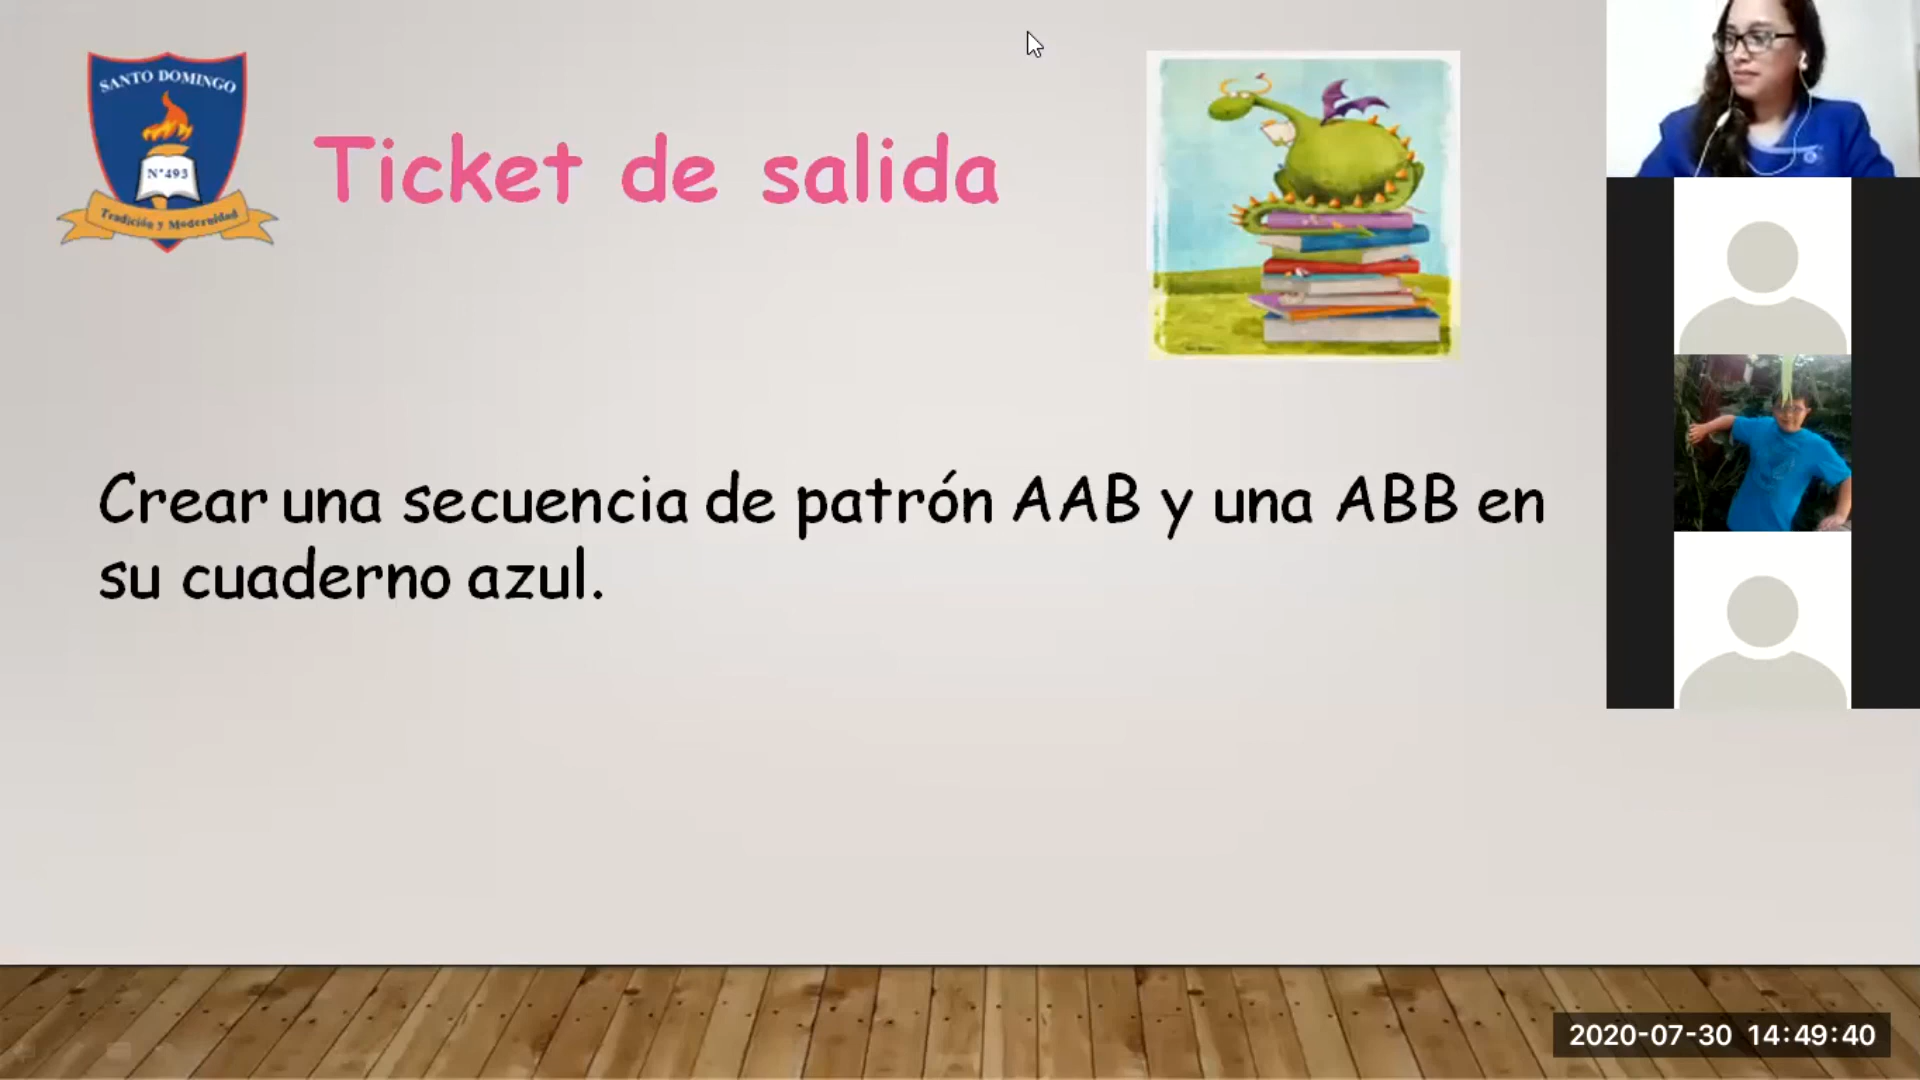 SANTO DOMINGO
N°493
Tradición y Modernidad
Ticket de salida
Crear una secuencia de patrón AAB y una ABB en
su cuaderno azul.
2020-07-30 14:49:40